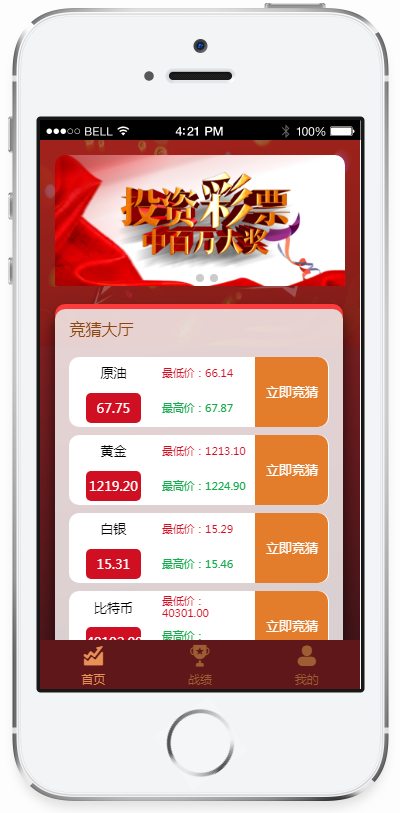 BELL 4:21 PM 100%
投资彩票
中百万大奖
竞猜大厅
原油
最低价：66.14
67.75
最高价：67.87
立即竞猜
黄金
最低价：1213.10
1219.20
最高价：1224.90
立即竞猜
白银
最低价：15.29
15.31
最高价：15.46
立即竞猜
比特币
最低价：
40301.00
最高价：
立即竞猜
首页 战绩 我的